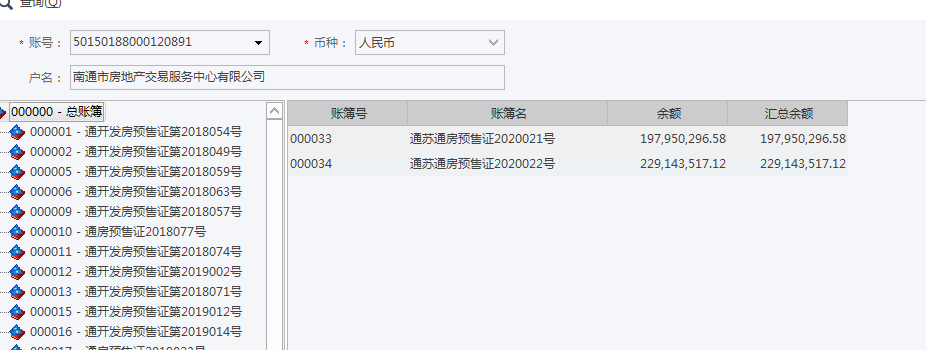 查询(Q)
* 账号： 50150188000120891 * 币种： 人民币
户名： 南通市房地产交易服务中心有限公司
000000 - 总账簿
000001 - 通开发房预售证第2018054号
000002 - 通开发房预售证第2018049号
000005 - 通开发房预售证第2018059号
000006 - 通开发房预售证第2018063号
000009 - 通开发房预售证第2018057号
000010 - 通房预售证2018077号
000011 - 通开发房预售证第2018074号
000012 - 通开发房预售证第2019002号
000013 - 通开发房预售证第2018071号
000015 - 通开发房预售证第2019012号
000016 - 通开发房预售证第2019014号
账簿号 账簿名 余额 汇总余额
000033 通苏通房预售证2020021号 197,950,296.58 197,950,296.58
000034 通苏通房预售证2020022号 229,143,517.12 229,143,517.12